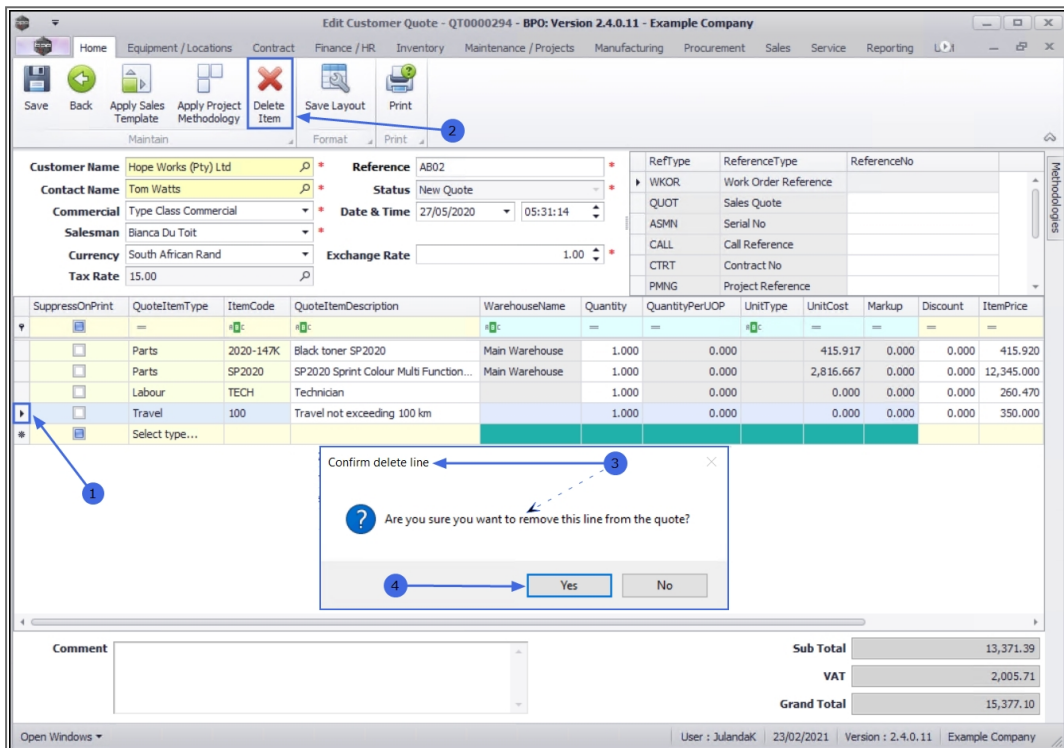 Edit Customer Quote - QT0000294 - BPO: Version 2.4.0.11 - Example Company
Home Equipment / Locations Contract Finance / HR Inventory Maintenance / Projects Manufacturing Procurement Sales Service Reporting
Save Back Apply Sales Template Apply Project Methodology Delete Item Save Layout Print
2
Maintain Format Print
Customer Name Hope Works (Pty) Ltd * Reference AB02 *
Contact Name Tom Watts * Status New Quote *
Commercial Type Class Commercial * Date & Time 27/05/2020 05:31:14
Salesman Bianca Du Toit *
Currency South African Rand Exchange Rate 1.00 *
Tax Rate 15.00
RefType ReferenceType ReferenceNo
WKOR Work Order Reference
QUOT Sales Quote
ASMN Serial No
CALL Call Reference
CTRT Contract No
PMNG Project Reference
Methodologies
SuppressOnPrint QuoteItemType ItemCode QuoteItemDescription WarehouseName Quantity QuantityPerUOP UnitType UnitCost Markup Discount ItemPrice
= = = = = = =
Parts 2020-147K Black toner SP2020 Main Warehouse 1.000 0.000 415.917 0.000 0.000 415.920
Parts SP2020 SP2020 Sprint Colour Multi Function... Main Warehouse 1.000 0.000 2,816.667 0.000 0.000 12,345.000
Labour TECH Technician 1.000 0.000 0.000 0.000 0.000 260.470
Travel 100 Travel not exceeding 100 km 1.000 0.000 0.000 0.000 0.000 350.000
Select type...
1
Confirm delete line 3
Are you sure you want to remove this line from the quote?
4 Yes No
Comment
Sub Total 13,371.39
VAT 2,005.71
Grand Total 15,377.10
Open Windows User : JulandaK 23/02/2021 Version : 2.4.0.11 Example Company